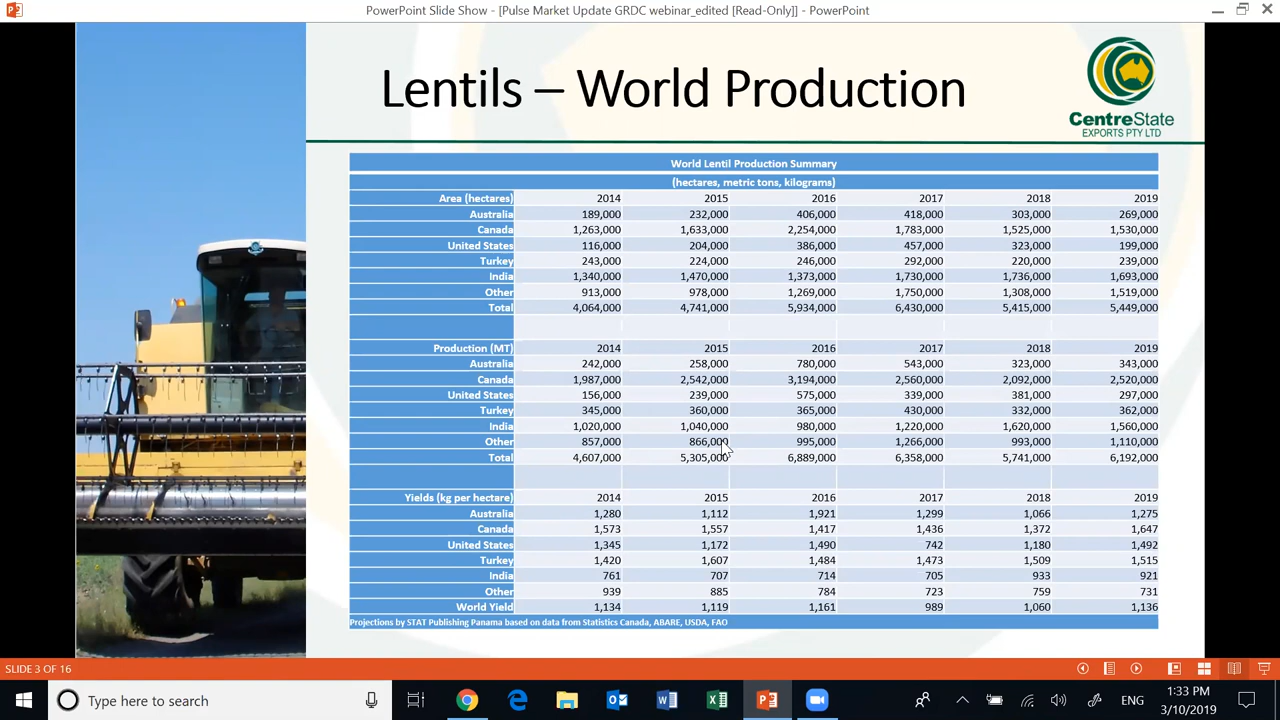 PowerPoint Slide Show - [Pulse Market Update GRDC webinar_edited [Read-Only]] - PowerPoint
Lentils – World Production
CentreState
EXPORTS PTY LTD
World Lentil Production Summary
(hectares, metric tons, kilograms)
Area (hectares) 2014 2015 2016 2017 2018 2019
Australia 189,000 232,000 406,000 418,000 303,000 269,000
Canada 1,263,000 1,633,000 2,254,000 1,783,000 1,525,000 1,530,000
United States 116,000 204,000 386,000 457,000 323,000 199,000
Turkey 243,000 224,000 246,000 292,000 220,000 239,000
India 1,340,000 1,470,000 1,373,000 1,730,000 1,736,000 1,693,000
Other 913,000 978,000 1,269,000 1,750,000 1,308,000 1,519,000
Total 4,064,000 4,741,000 5,934,000 6,430,000 5,415,000 5,449,000
Production (MT) 2014 2015 2016 2017 2018 2019
Australia 242,000 258,000 780,000 543,000 323,000 343,000
Canada 1,987,000 2,542,000 3,194,000 2,560,000 2,092,000 2,520,000
United States 156,000 239,000 575,000 339,000 381,000 297,000
Turkey 345,000 360,000 365,000 430,000 332,000 362,000
India 1,020,000 1,040,000 980,000 1,220,000 1,620,000 1,560,000
Other 857,000 866,000 995,000 1,266,000 993,000 1,110,000
Total 4,607,000 5,305,000 6,889,000 6,358,000 5,741,000 6,192,000
Yields (kg per hectare) 2014 2015 2016 2017 2018 2019
Australia 1,280 1,112 1,921 1,299 1,066 1,275
Canada 1,573 1,557 1,417 1,436 1,372 1,647
United States 1,345 1,172 1,490 742 1,180 1,492
Turkey 1,420 1,607 1,484 1,473 1,509 1,515
India 761 707 714 705 933 921
Other 939 885 784 723 759 731
World Yield 1,134 1,119 1,161 989 1,060 1,136
Projections by STAT Publishing Panama based on data from Statistics Canada, ABARE, USDA, FAO
SLIDE 3 OF 16
Type here to search
ENG
1:33 PM
3/10/2019